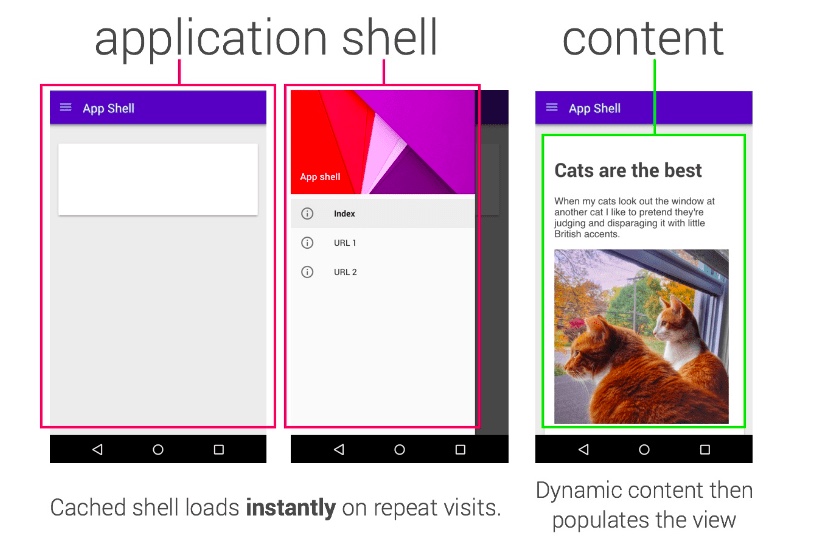 application shell
content
App Shell
App shell
Index
URL 1
URL 2
App Shell
Cats are the best
When my cats look out the window at
another cat I like to pretend they're
judging and disparaging it with little
British accents.
Cached shell loads instantly on repeat visits.
Dynamic content then
populates the view